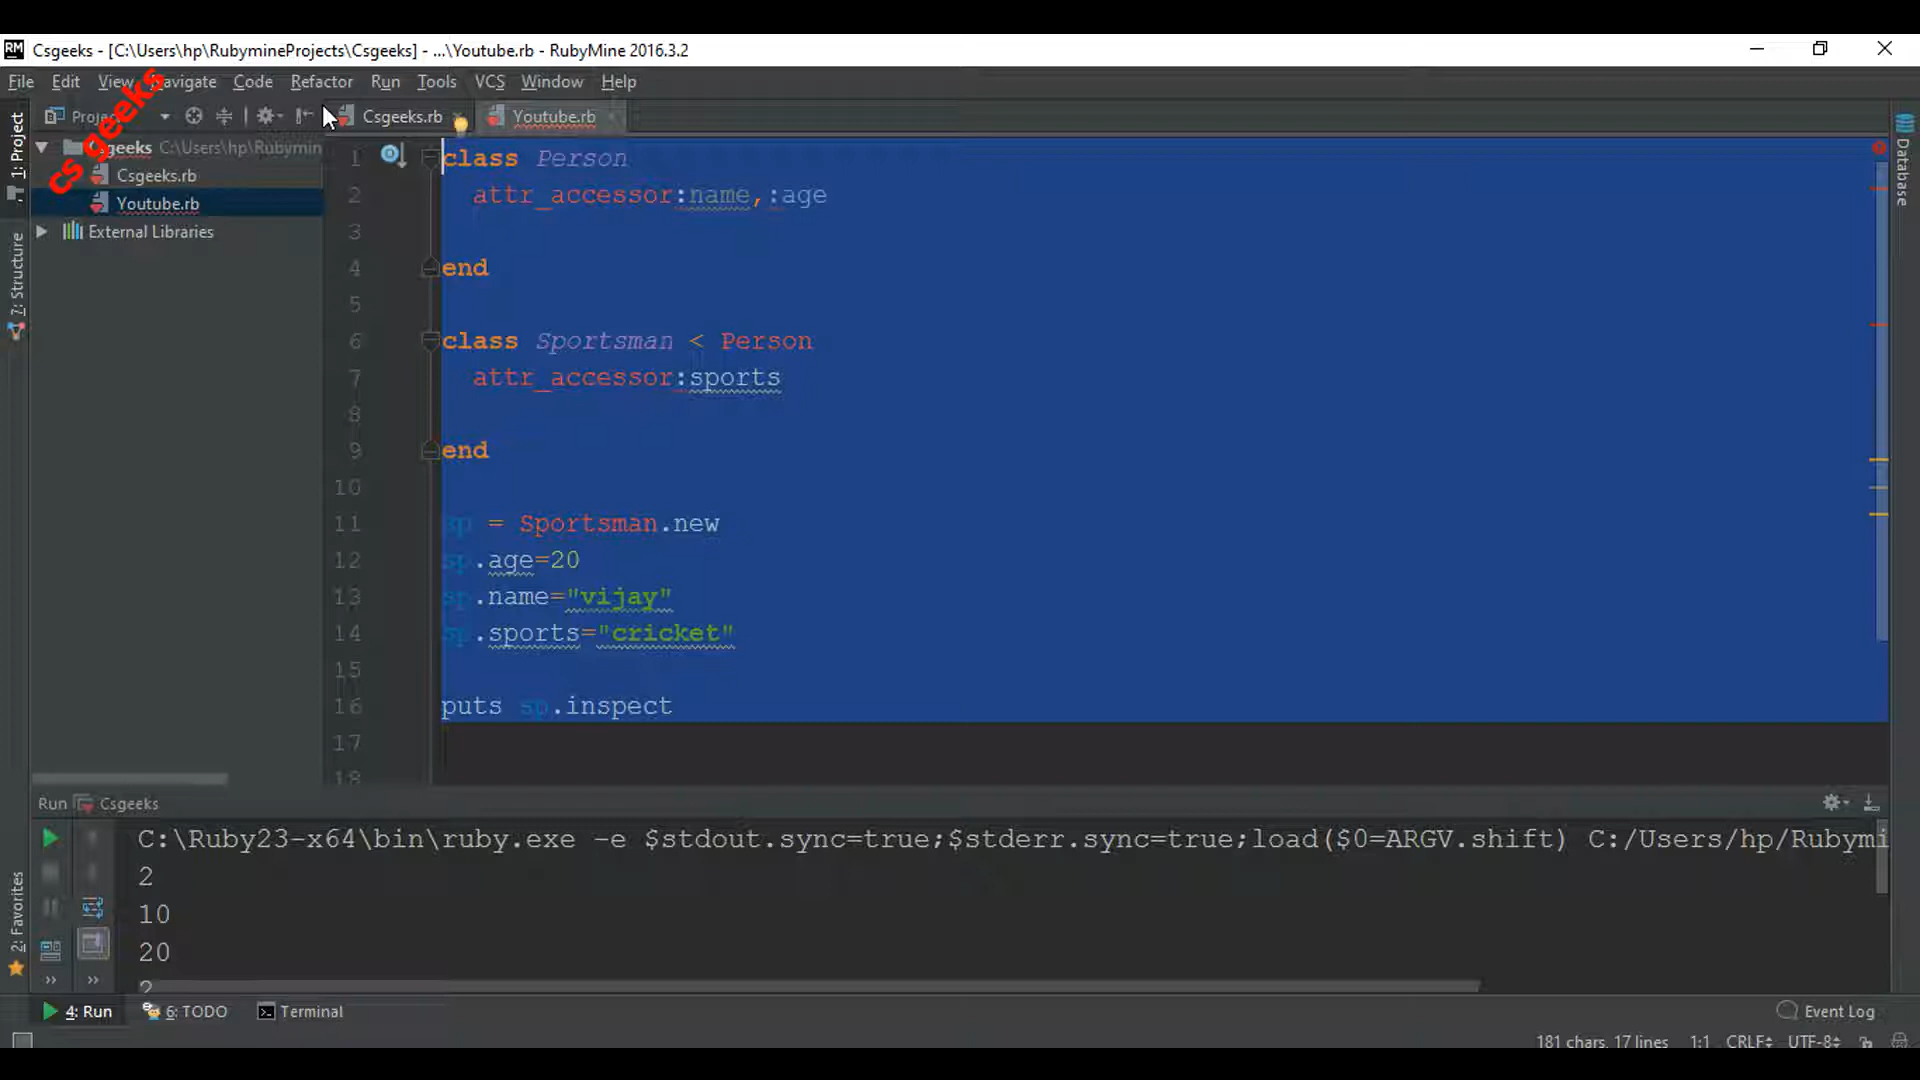 Csgeeks - [C:\Users\hp\RubymineProjects\Csgeeks] - ...\Youtube.rb - RubyMine 2016.3.2
File Edit View Navigate Code Refactor Run Tools VCS Window Help
Project Csgeeks.rb Youtube.rb
cs geeks
1: Project
7: Structure
2: Favorites
Csgeeks C:\Users\hp\Rubymin
Csgeeks.rb
Youtube.rb
External Libraries
1 class Person
2 attr_accessor:name,:age
3
4 end
5
6 class Sportsman < Person
7 attr_accessor:sports
8
9 end
10
11 sp = Sportsman.new
12 sp.age=20
13 sp.name="vijay"
14 sp.sports="cricket"
15
16 puts sp.inspect
17
18
Database
Run Csgeeks
C:\Ruby23-x64\bin\ruby.exe -e $stdout.sync=true;$stderr.sync=true;load($0=ARGV.shift) C:/Users/hp/Rubymi
2
10
20
2
4: Run 6: TODO Terminal Event Log
181 chars, 17 lines 1:1 CRLF UTF-8